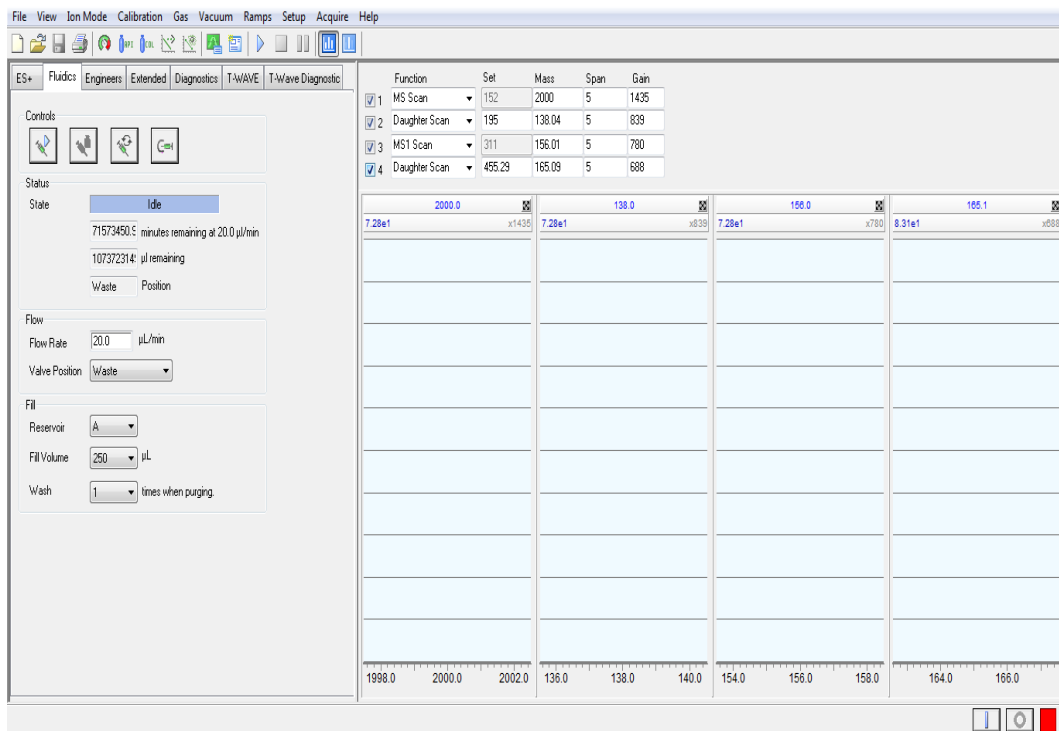 File View Ion Mode Calibration Gas Vacuum Ramps Setup Acquire Help
API COL
ES+ Fluidics Engineers Extended Diagnostics T-WAVE T-Wave Diagnostic
Controls
Status
State Idle
71573450.9 minutes remaining at 20.0 µl/min
107372314 µl remaining
Waste Position
Flow
Flow Rate 20.0 µL/min
Valve Position Waste
Fill
Reservoir A
Fill Volume 250 µL
Wash 1 times when purging.
Function Set Mass Span Gain
1 MS Scan 152 2000 5 1435
2 Daughter Scan 195 138.04 5 839
3 MS1 Scan 311 156.01 5 780
4 Daughter Scan 455.29 165.09 5 688
2000.0 138.0 156.0 165.1
7.28e1 x1435 7.28e1 x839 7.28e1 x780 8.31e1 x688
1998.0 2000.0 2002.0 136.0 138.0 140.0 154.0 156.0 158.0 164.0 166.0